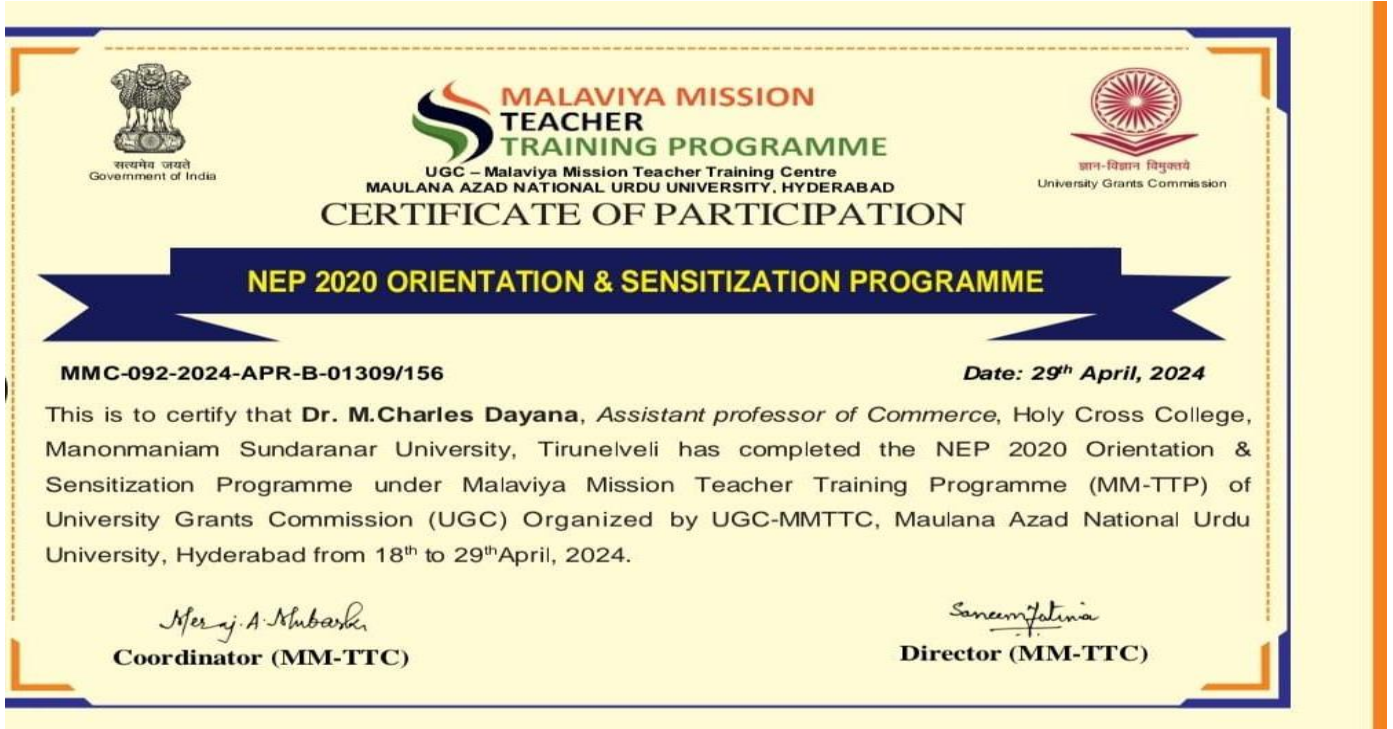 सत्यमेव जयते
Government of India
MALAVIYA MISSION
TEACHER
TRAINING PROGRAMME
UGC – Malaviya Mission Teacher Training Centre
MAULANA AZAD NATIONAL URDU UNIVERSITY, HYDERABAD
ज्ञान-विज्ञान विमुक्तये
University Grants Commission
CERTIFICATE OF PARTICIPATION
NEP 2020 ORIENTATION & SENSITIZATION PROGRAMME
MMC-092-2024-APR-B-01309/156
Date: 29th April, 2024
This is to certify that Dr. M.Charles Dayana, Assistant professor of Commerce, Holy Cross College,
Manonmaniam Sundaranar University, Tirunelveli has completed the NEP 2020 Orientation &
Sensitization Programme under Malaviya Mission Teacher Training Programme (MM-TTP) of
University Grants Commission (UGC) Organized by UGC-MMTTC, Maulana Azad National Urdu
University, Hyderabad from 18th to 29thApril, 2024.
Coordinator (MM-TTC)
Director (MM-TTC)